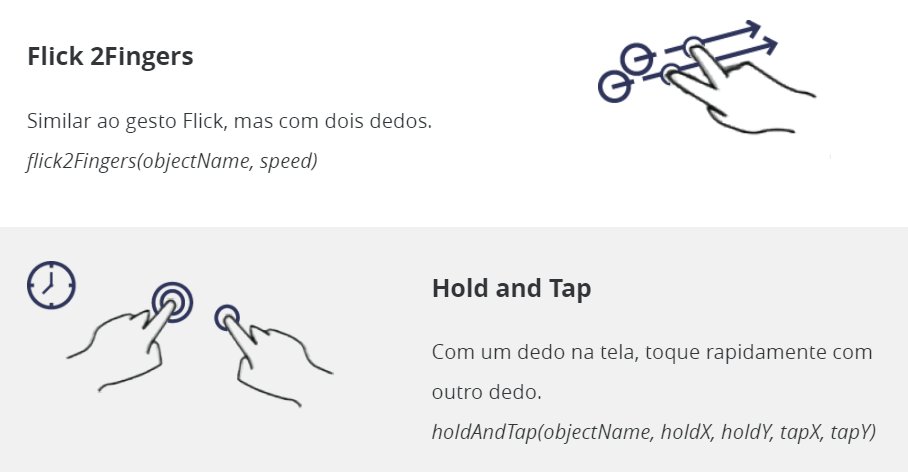 Flick 2Fingers
Similar ao gesto Flick, mas com dois dedos.
flick2Fingers(objectName, speed)
Hold and Tap
Com um dedo na tela, toque rapidamente com
outro dedo.
holdAndTap(objectName, holdX, holdY, tapX, tapY)